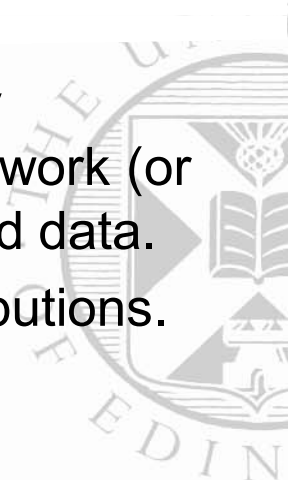 work (or
d data.
butions.
THE U
OF EDIN